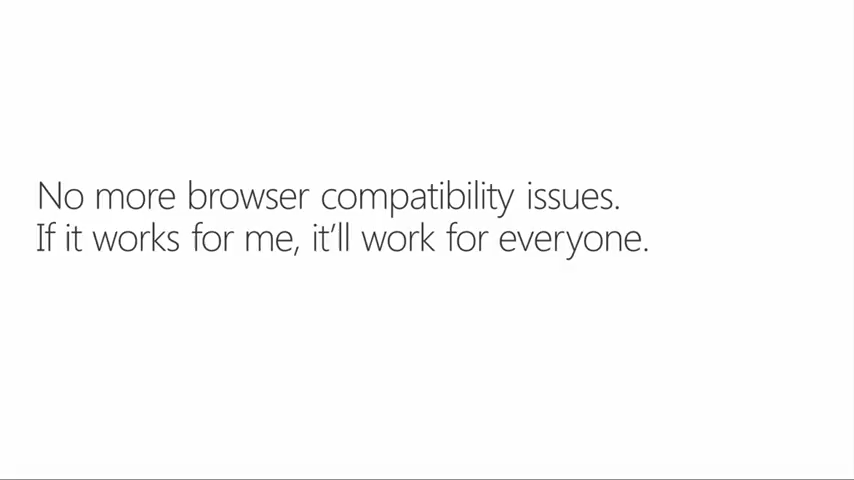 No more browser compatibility issues.
If it works for me, it’ll work for everyone.